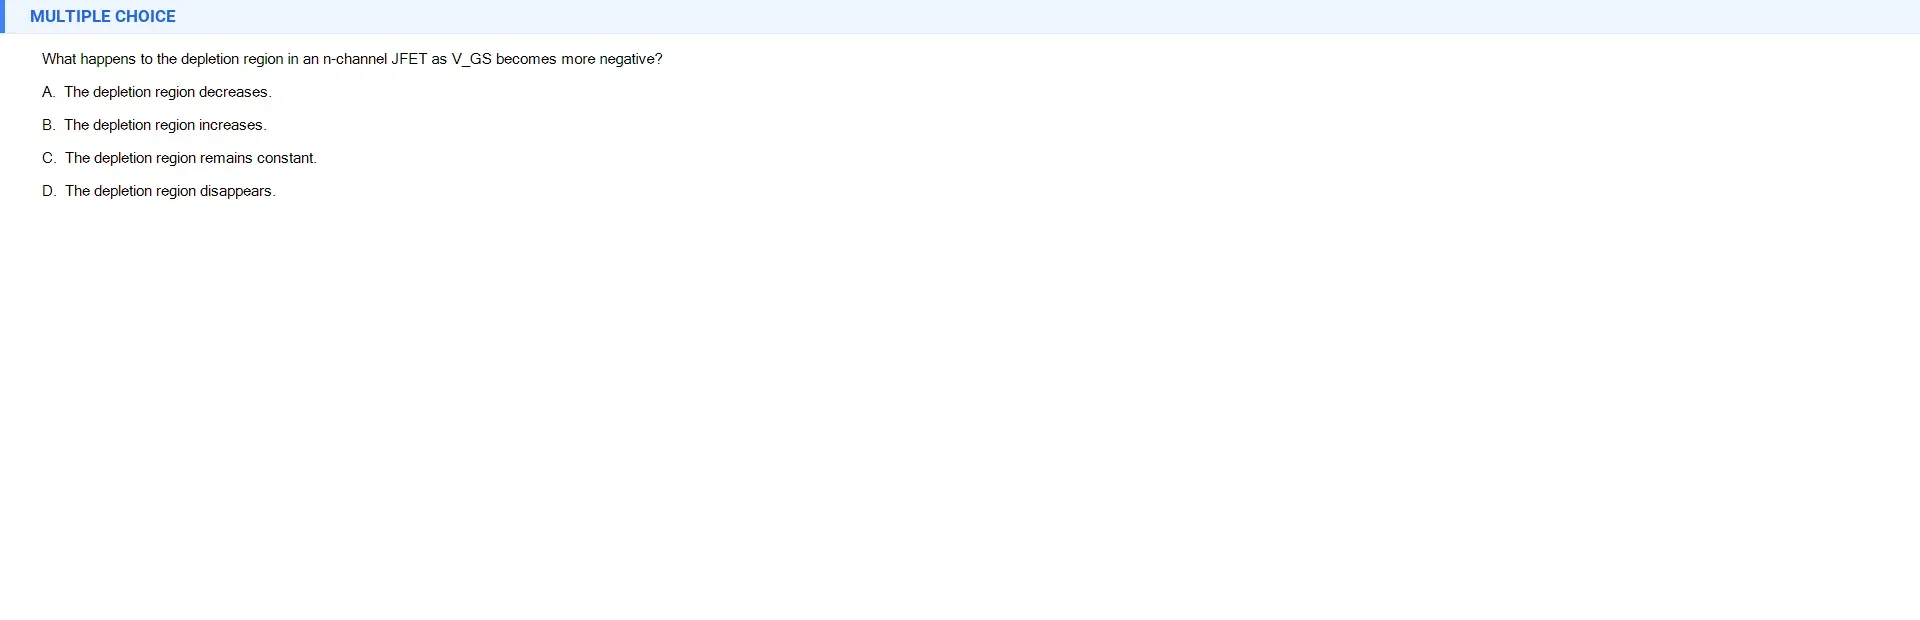 MULTIPLE CHOICE
What happens to the depletion region in an n-channel JFET as V_GS becomes more negative?
A. The depletion region decreases.
B. The depletion region increases.
C. The depletion region remains constant.
D. The depletion region disappears.